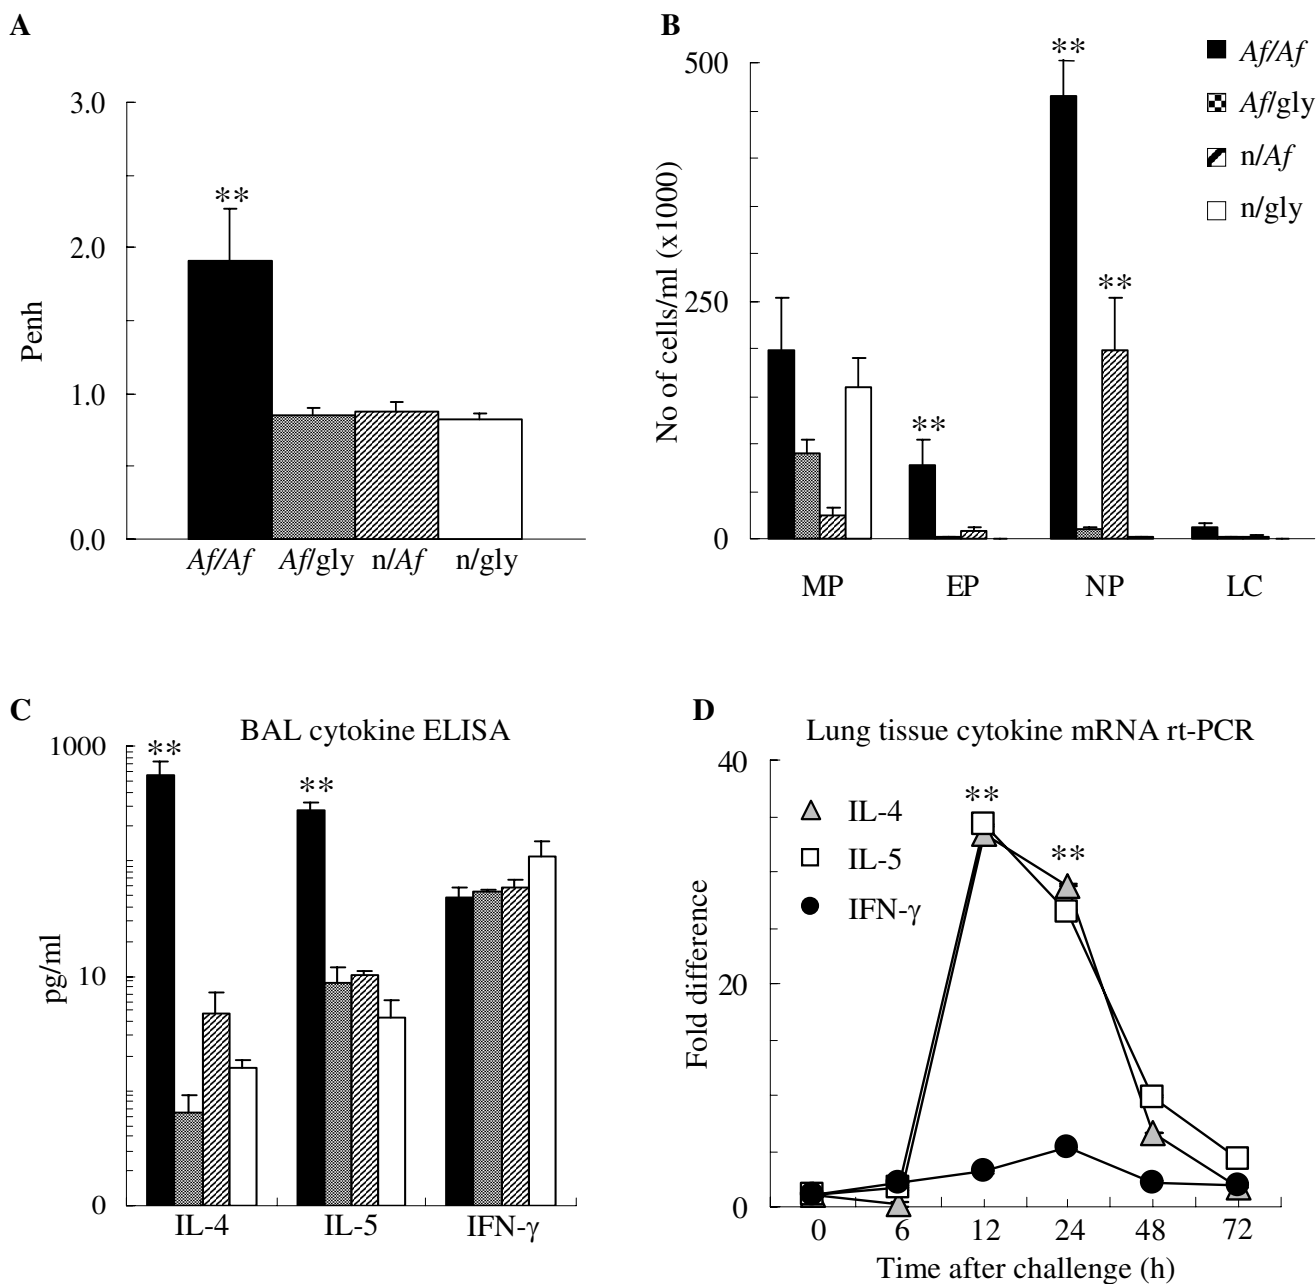 A
3.0
2.0
1.0
0.0
Penh
**
Af/Af
Af/gly
n/Af
n/gly
B
500
250
0
No of cells/ml (x1000)
**
**
**
Af/Af
Af/gly
n/Af
n/gly
MP
EP
NP
LC
C
BAL cytokine ELISA
1000
10
0
pg/ml
**
**
IL-4
IL-5
IFN-γ
D
Lung tissue cytokine mRNA rt-PCR
40
20
0
Fold difference
IL-4
IL-5
IFN-γ
**
**
0
6
12
24
48
72
Time after challenge (h)